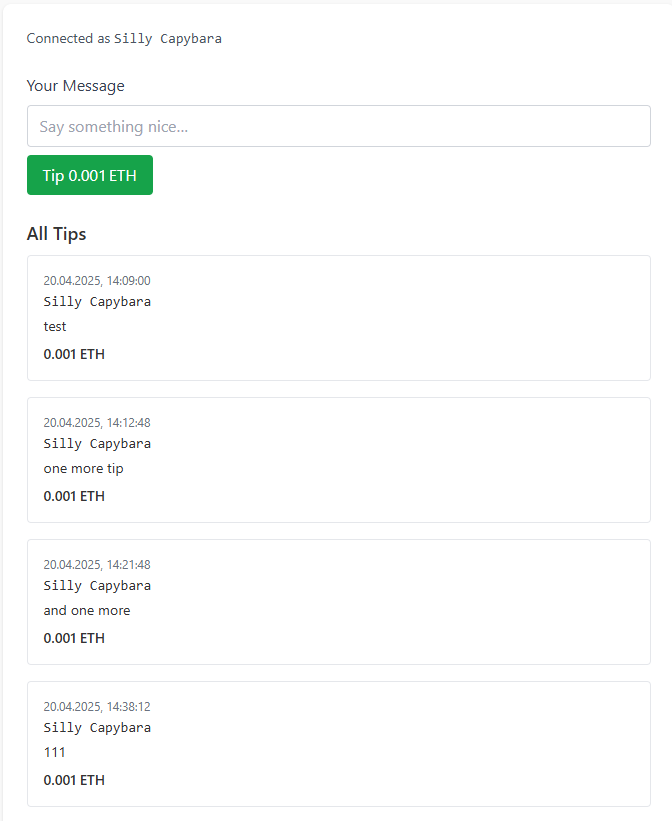 Connected as Silly Capybara
Your Message
Say something nice...
Tip 0.001 ETH
All Tips
20.04.2025, 14:09:00
Silly Capybara
test
0.001 ETH
20.04.2025, 14:12:48
Silly Capybara
one more tip
0.001 ETH
20.04.2025, 14:21:48
Silly Capybara
and one more
0.001 ETH
20.04.2025, 14:38:12
Silly Capybara
111
0.001 ETH